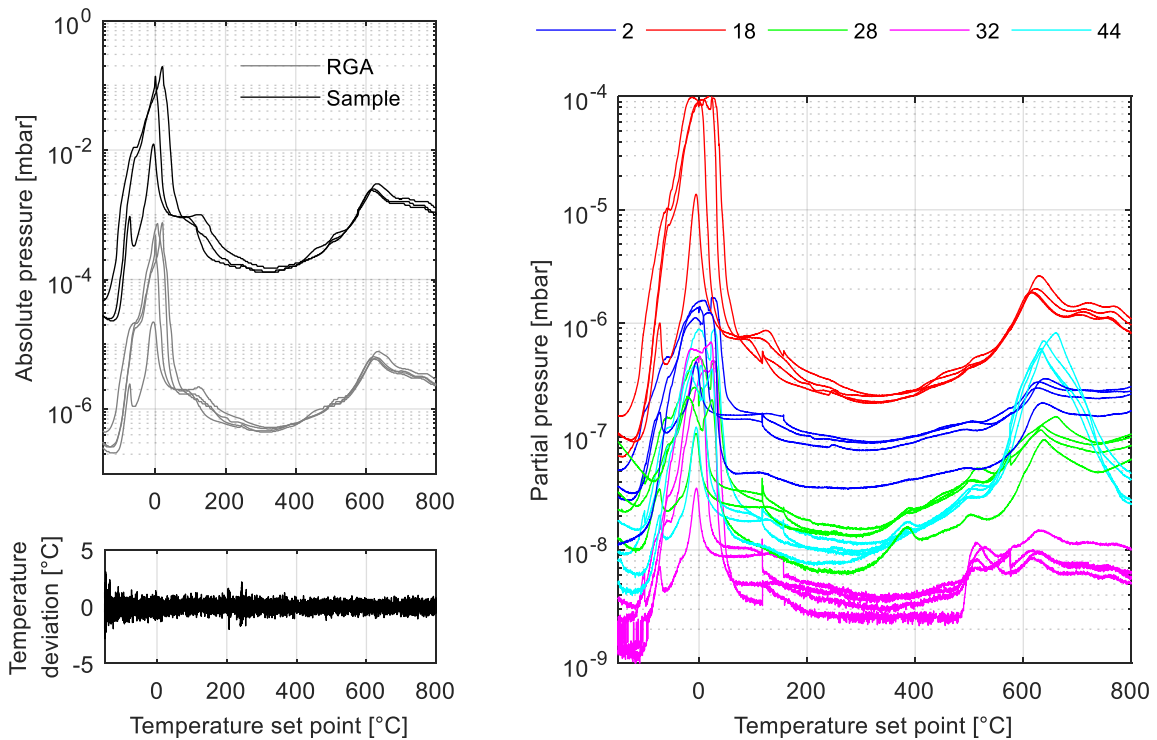 Absolute pressure [mbar]
10^0
10^-2
10^-4
10^-6
RGA
Sample
0 200 400 600 800
Temperature
deviation [°C]
5
0
-5
0 200 400 600 800
Temperature set point [°C]
2 18 28 32 44
Partial pressure [mbar]
10^-4
10^-5
10^-6
10^-7
10^-8
10^-9
0 200 400 600 800
Temperature set point [°C]